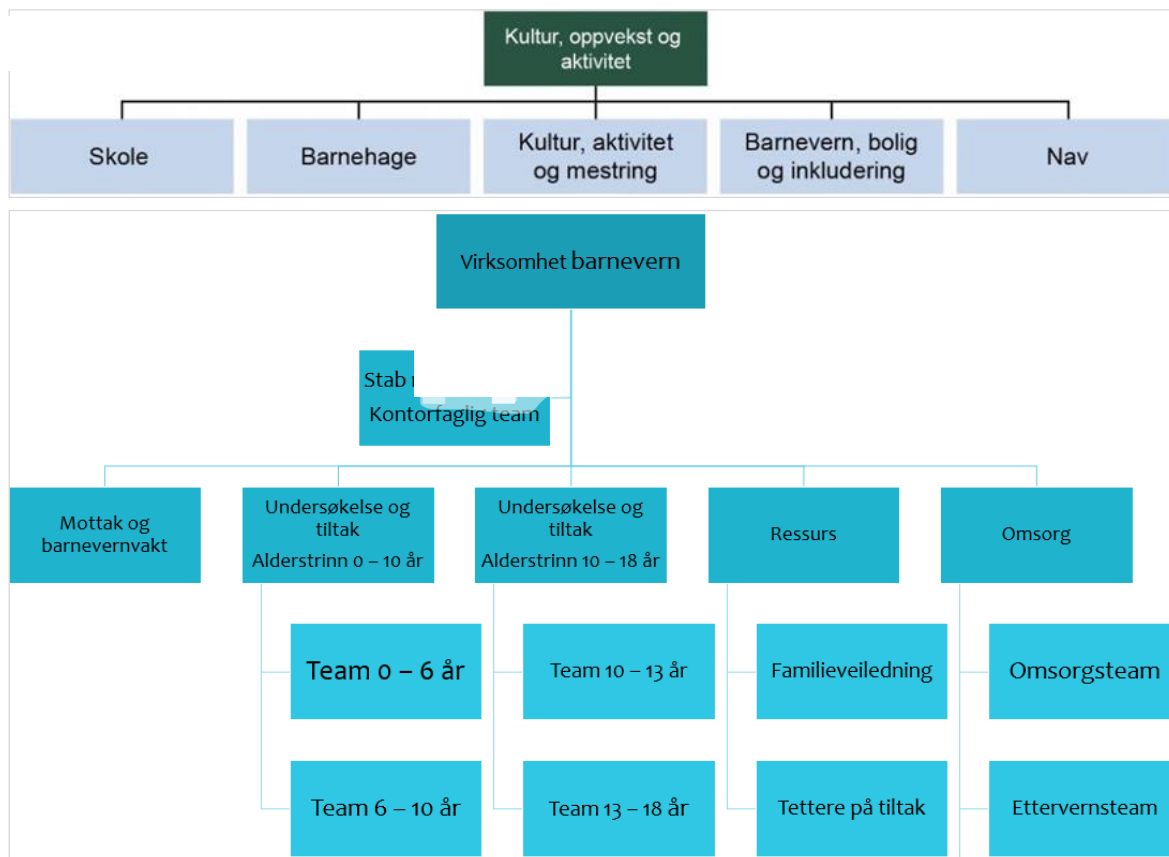 Kultur, oppvekst og
aktivitet
Skole
Barnehage
Kultur, aktivitet
og mestring
Barnevern, bolig
og inkludering
Nav
Virksomhet barnevern
Stab
Kontorfaglig team
Mottak og
barnevernvakt
Undersøkelse og
tiltak
Alderstrinn 0 – 10 år
Undersøkelse og
tiltak
Alderstrinn 10 – 18 år
Ressurs
Omsorg
Team 0 – 6 år
Team 10 – 13 år
Familieveiledning
Omsorgsteam
Team 6 – 10 år
Team 13 – 18 år
Tettere på tiltak
Ettervernsteam